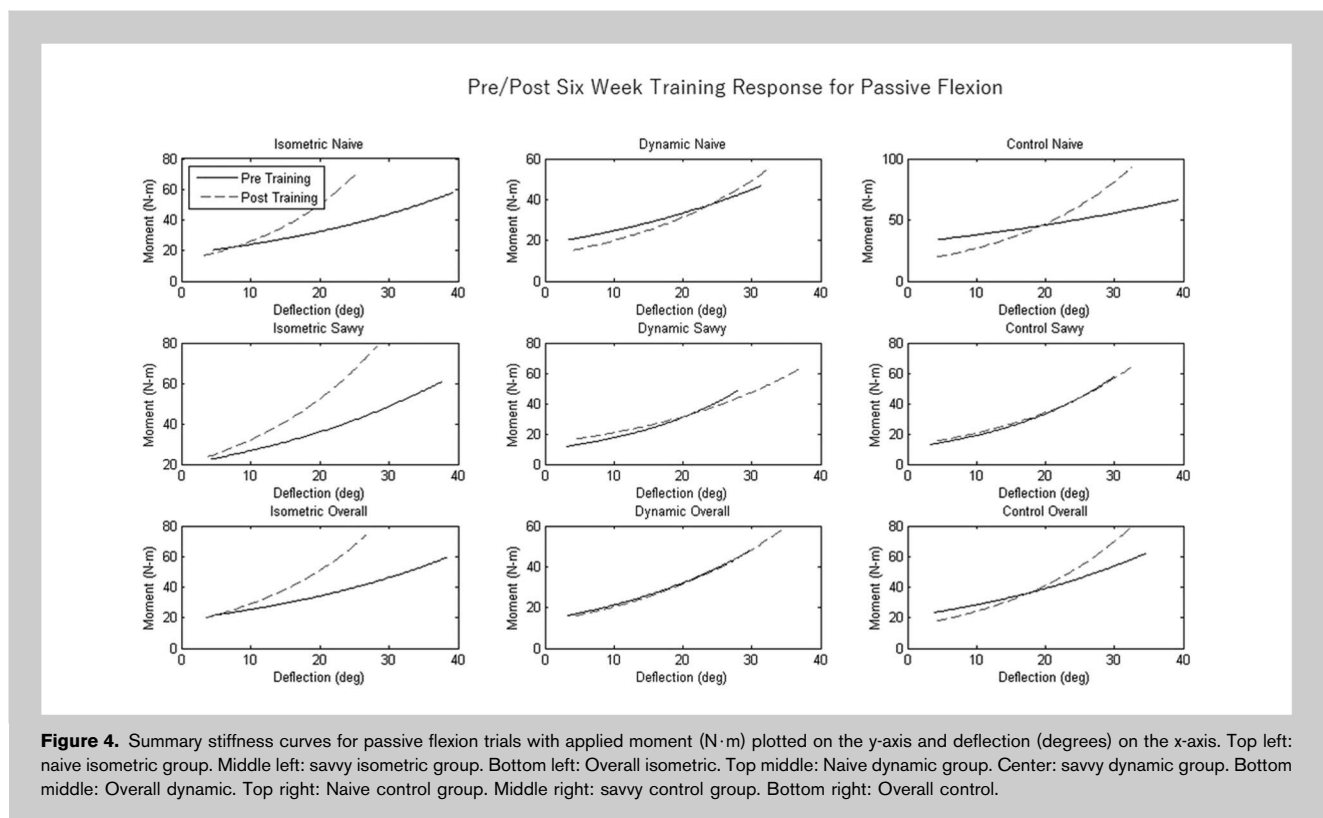 Pre/Post Six Week Training Response for Passive Flexion
Isometric Naive
80
60
40
20
0
Moment (N-m)
Pre Training
Post Training
0 10 20 30 40
Deflection (deg)
Dynamic Naive
60
40
20
0
Moment (N-m)
0 10 20 30 40
Deflection (deg)
Control Naive
100
50
0
Moment (N-m)
0 10 20 30 40
Deflection (deg)
Isometric Savvy
80
60
40
20
Moment (N-m)
0 10 20 30 40
Deflection (deg)
Dynamic Savvy
80
60
40
20
0
Moment (N-m)
0 10 20 30 40
Deflection (deg)
Control Savvy
80
60
40
20
0
Moment (N-m)
0 10 20 30 40
Deflection (deg)
Isometric Overall
80
60
40
20
0
Moment (N-m)
0 10 20 30 40
Deflection (deg)
Dynamic Overall
60
40
20
0
Moment (N-m)
0 10 20 30 40
Deflection (deg)
Control Overall
80
60
40
20
0
Moment (N-m)
0 10 20 30 40
Deflection (deg)
Figure 4. Summary stiffness curves for passive flexion trials with applied moment (N·m) plotted on the y-axis and deflection (degrees) on the x-axis. Top left:
naive isometric group. Middle left: savvy isometric group. Bottom left: Overall isometric. Top middle: Naive dynamic group. Center: savvy dynamic group. Bottom
middle: Overall dynamic. Top right: Naive control group. Middle right: savvy control group. Bottom right: Overall control.